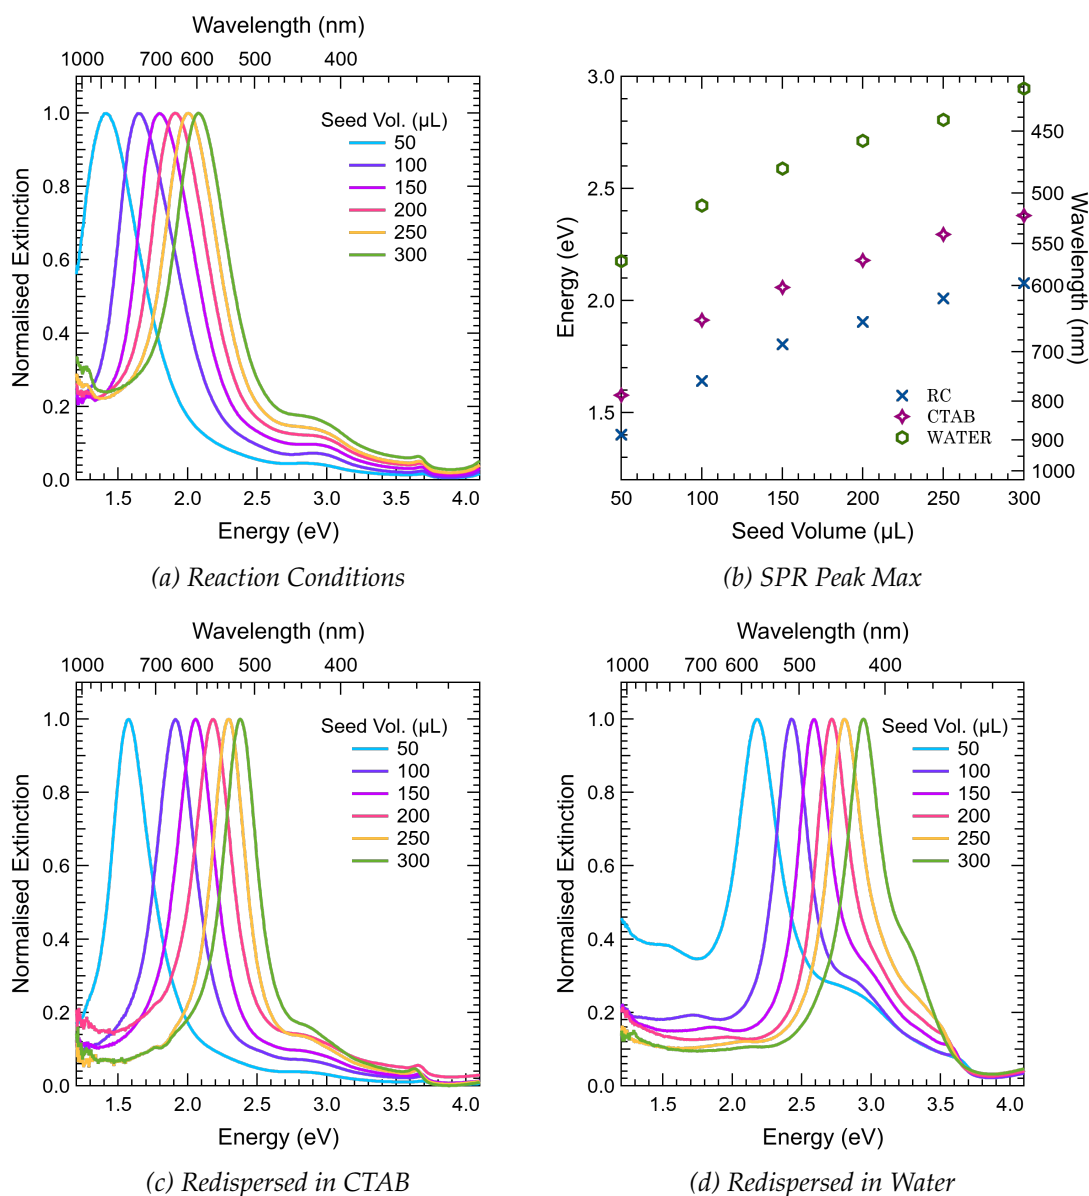 Wavelength (nm)
1000 700 600 500 400
1.0
0.8
0.6
0.4
0.2
0.0
Normalised Extinction
Seed Vol. (µL)
50
100
150
200
250
300
1.5 2.0 2.5 3.0 3.5 4.0
Energy (eV)
(a) Reaction Conditions
3.0
2.5
2.0
1.5
Energy (eV)
450
500
550
600
700
800
900
1000
Wavelength (nm)
RC
CTAB
WATER
50 100 150 200 250 300
Seed Volume (µL)
(b) SPR Peak Max
Wavelength (nm)
1000 700 600 500 400
1.0
0.8
0.6
0.4
0.2
0.0
Normalised Extinction
Seed Vol. (µL)
50
100
150
200
250
300
1.5 2.0 2.5 3.0 3.5 4.0
Energy (eV)
(c) Redispersed in CTAB
Wavelength (nm)
1000 700 600 500 400
1.0
0.8
0.6
0.4
0.2
0.0
Normalised Extinction
Seed Vol. (µL)
50
100
150
200
250
300
1.5 2.0 2.5 3.0 3.5 4.0
Energy (eV)
(d) Redispersed in Water